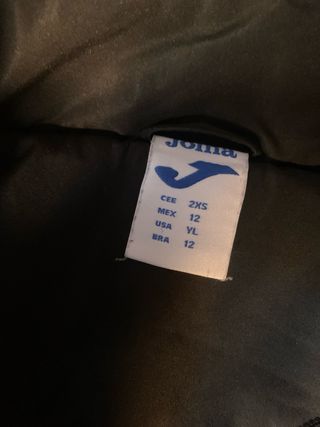 Joma
CEE 2XS
MEX 12
USA YL
BRA 12